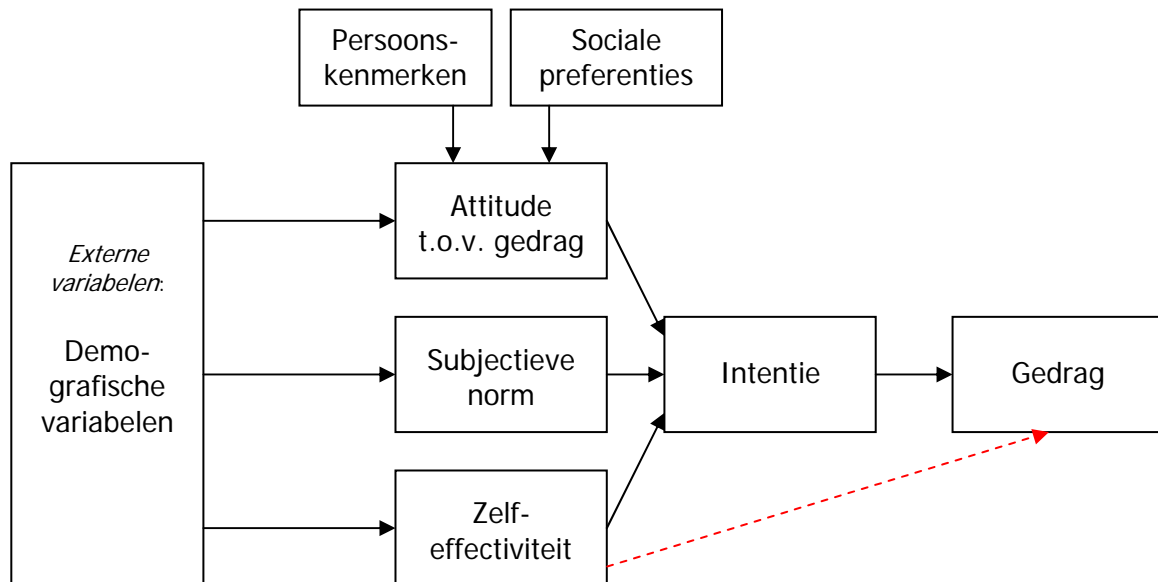 Persoons-
kenmerken
Sociale
preferenties
Externe
variabelen:
Demo-
grafische
variabelen
Attitude
t.o.v. gedrag
Subjectieve
norm
Zelf-
effectiviteit
Intentie
Gedrag